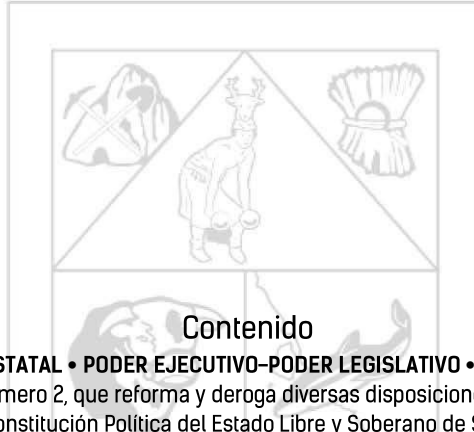 Contenido
STATAL • PODER EJECUTIVO-PODER LEGISLATIVO •
mero 2, que reforma y deroga diversas disposicion
onstitución Política del Estado Libre y Soberano de S